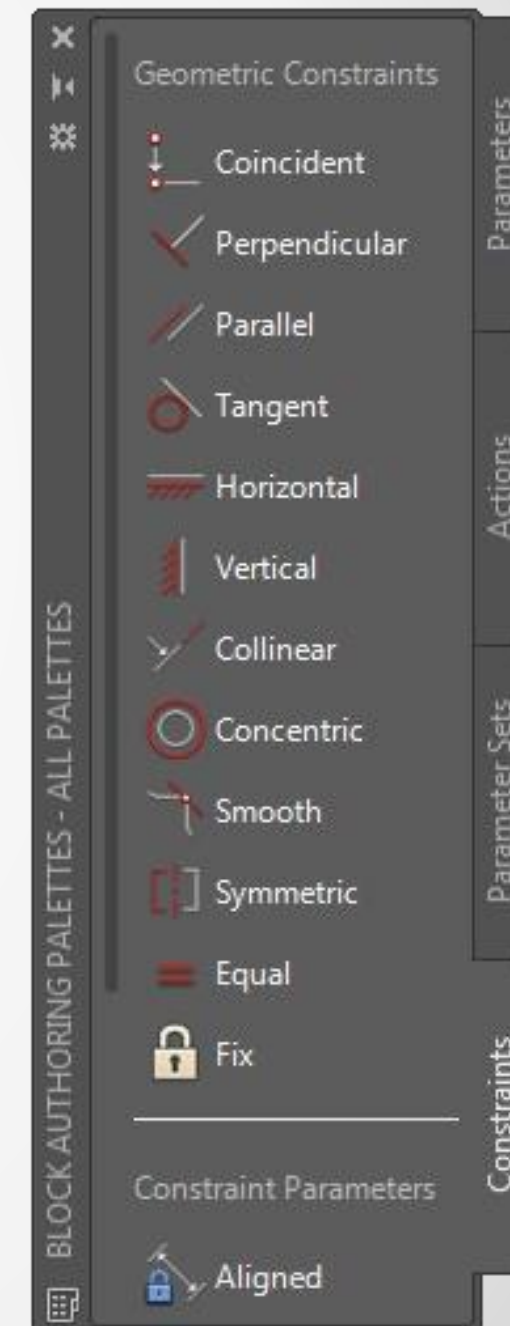 Geometric Constraints
Coincident
Perpendicular
Parallel
Tangent
Horizontal
Vertical
Collinear
Concentric
Smooth
Symmetric
Equal
Fix
Constraint Parameters
Aligned
BLOCK AUTHORING PALETTES - ALL PALETTES
Parameters
Actions
Parameter Sets
Constraints